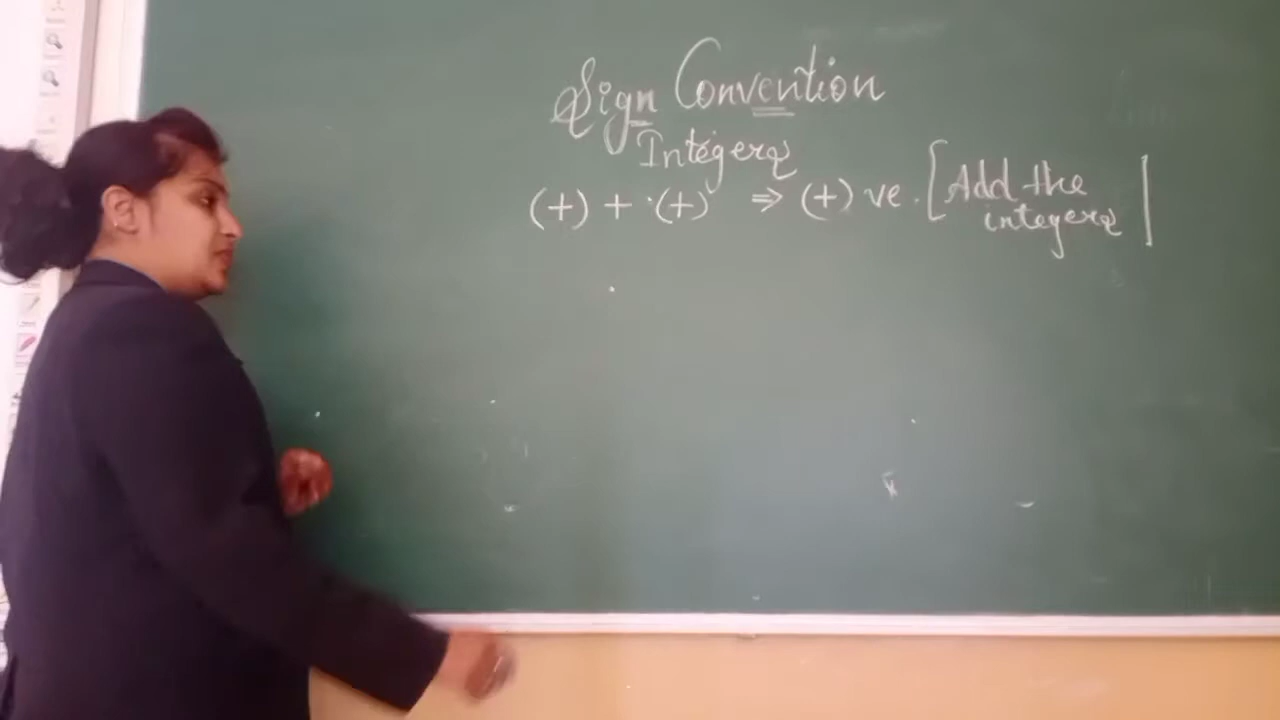 Sign Convention
Integers
(+) + (+) ⇒ (+) ve. [Add the
integers]